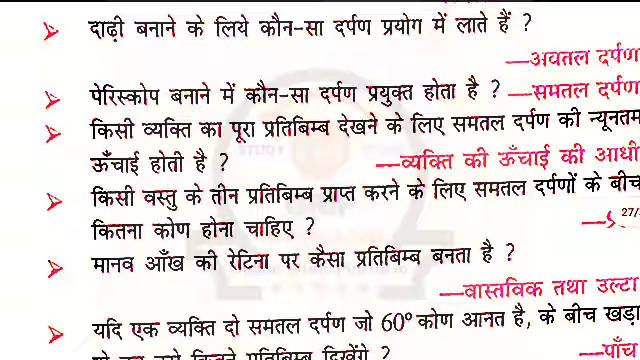 दाढ़ी बनाने के लिये कौन-सा दर्पण प्रयोग में लाते हैं ?
—अवतल दर्पण
पेरिस्कोप बनाने में कौन-सा दर्पण प्रयुक्त होता है ? —समतल दर्पण
किसी व्यक्ति का पूरा प्रतिबिम्ब देखने के लिए समतल दर्पण की न्यूनतम
ऊँचाई होती है ? —व्यक्ति की ऊँचाई की आधी
किसी वस्तु के तीन प्रतिबिम्ब प्राप्त करने के लिए समतल दर्पणों के बीच
कितना कोण होना चाहिए ? 27/
मानव आँख की रेटिना पर कैसा प्रतिबिम्ब बनता है ?
—वास्तविक तथा उल्टा
यदि एक व्यक्ति दो समतल दर्पण जो 60° कोण आनत है, के बीच खड़ा
प्रतिबिम्ब दिखेंगे ? —पाँच